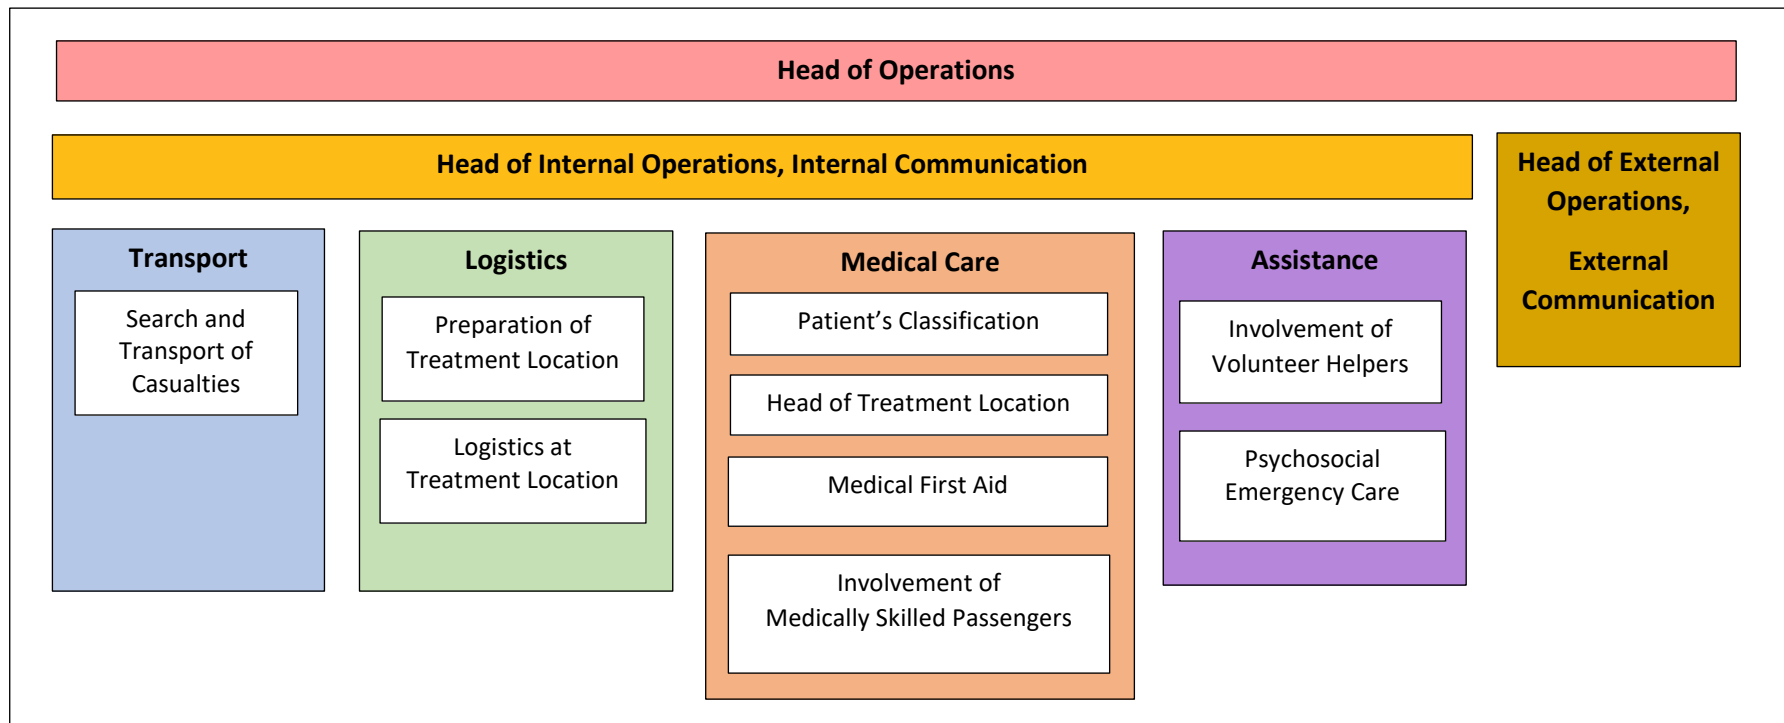 Head of Operations
Head of Internal Operations, Internal Communication
Head of External
Operations,
External
Communication
Transport
Search and
Transport of
Casualties
Logistics
Preparation of
Treatment Location
Logistics at
Treatment Location
Medical Care
Patient’s Classification
Head of Treatment Location
Medical First Aid
Involvement of
Medically Skilled Passengers
Assistance
Involvement of
Volunteer Helpers
Psychosocial
Emergency Care